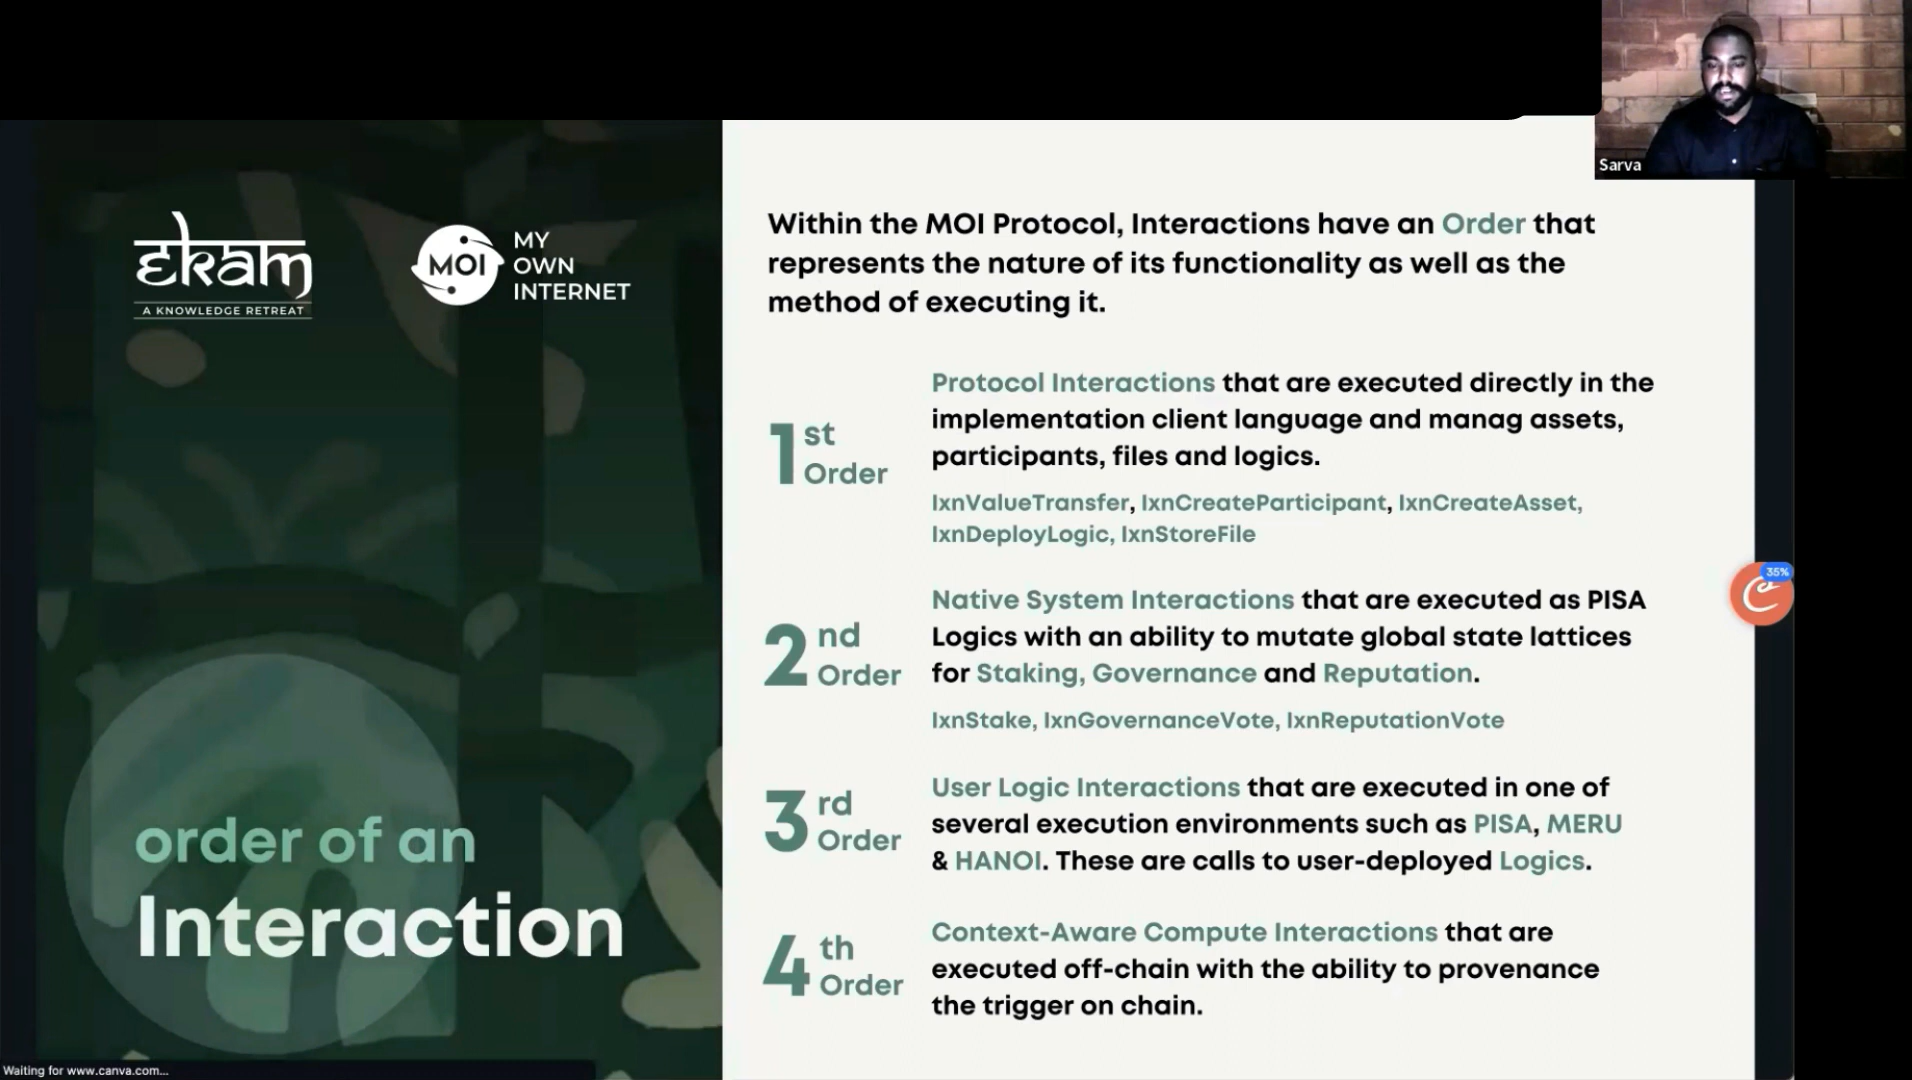 Sarva
ekam
A KNOWLEDGE RETREAT
MOI
MY
OWN
INTERNET
order of an
Interaction
Within the MOI Protocol, Interactions have an Order that
represents the nature of its functionality as well as the
method of executing it.
1st
Order
Protocol Interactions that are executed directly in the
implementation client language and manag assets,
participants, files and logics.
IxnValueTransfer, IxnCreateParticipant, IxnCreateAsset,
IxnDeployLogic, IxnStoreFile
35%
2nd
Order
Native System Interactions that are executed as PISA
Logics with an ability to mutate global state lattices
for Staking, Governance and Reputation.
IxnStake, IxnGovernanceVote, IxnReputationVote
3rd
Order
User Logic Interactions that are executed in one of
several execution environments such as PISA, MERU
& HANOI. These are calls to user-deployed Logics.
4th
Order
Context-Aware Compute Interactions that are
executed off-chain with the ability to provenance
the trigger on chain.
Waiting for www.canva.com...